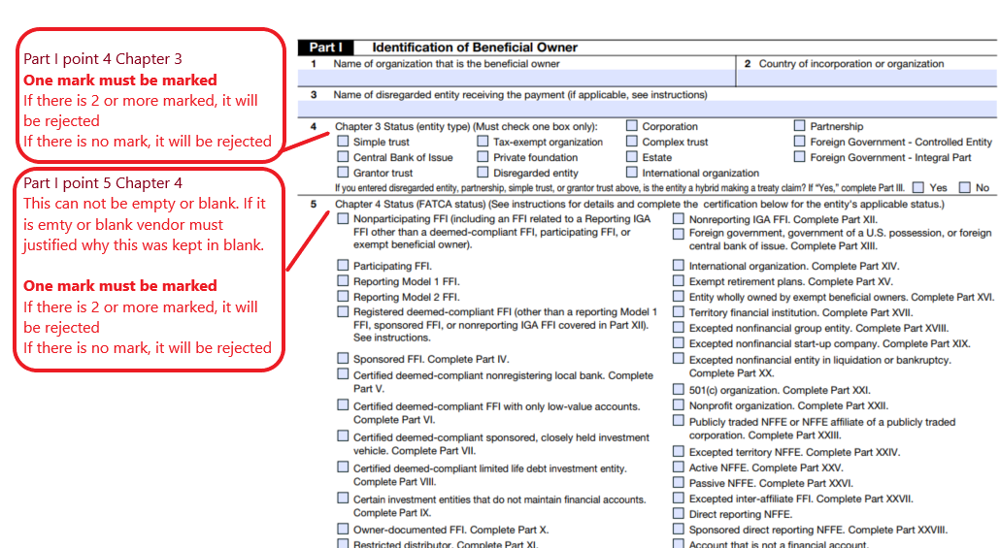 Part I point 4 Chapter 3
One mark must be marked
If there is 2 or more marked, it will
be rejected
If there is no mark, it will be rejected
Part I point 5 Chapter 4
This can not be empty or blank. If it
is emty or blank vendor must
justified why this was kept in blank.
One mark must be marked
If there is 2 or more marked, it will
be rejected
If there is no mark, it will be rejected
Part I Identification of Beneficial Owner
1 Name of organization that is the beneficial owner
2 Country of incorporation or organization
3 Name of disregarded entity receiving the payment (if applicable, see instructions)
4 Chapter 3 Status (entity type) (Must check one box only): Corporation Partnership
Simple trust Tax-exempt organization Complex trust Foreign Government - Controlled Entity
Central Bank of Issue Private foundation Estate Foreign Government - Integral Part
Grantor trust Disregarded entity International organization
If you entered disregarded entity, partnership, simple trust, or grantor trust above, is the entity a hybrid making a treaty claim? If "Yes," complete Part III. Yes No
5 Chapter 4 Status (FATCA status) (See instructions for details and complete the certification below for the entity's applicable status.)
Nonparticipating FFI (including an FFI related to a Reporting IGA
FFI other than a deemed-compliant FFI, participating FFI, or
exempt beneficial owner).
Participating FFI.
Reporting Model 1 FFI.
Reporting Model 2 FFI.
Registered deemed-compliant FFI (other than a reporting Model 1
FFI, sponsored FFI, or nonreporting IGA FFI covered in Part XII).
See instructions.
Sponsored FFI. Complete Part IV.
Certified deemed-compliant nonregistering local bank. Complete
Part V.
Certified deemed-compliant FFI with only low-value accounts.
Complete Part VI.
Certified deemed-compliant sponsored, closely held investment
vehicle. Complete Part VII.
Certified deemed-compliant limited life debt investment entity.
Complete Part VIII.
Certain investment entities that do not maintain financial accounts.
Complete Part IX.
Owner-documented FFI. Complete Part X.
Restricted distributor. Complete Part XI.
Nonreporting IGA FFI. Complete Part XII.
Foreign government, government of a U.S. possession, or foreign
central bank of issue. Complete Part XIII.
International organization. Complete Part XIV.
Exempt retirement plans. Complete Part XV.
Entity wholly owned by exempt beneficial owners. Complete Part XVI.
Territory financial institution. Complete Part XVII.
Excepted nonfinancial group entity. Complete Part XVIII.
Excepted nonfinancial start-up company. Complete Part XIX.
Excepted nonfinancial entity in liquidation or bankruptcy.
Complete Part XX.
501(c) organization. Complete Part XXI.
Nonprofit organization. Complete Part XXII.
Publicly traded NFFE or NFFE affiliate of a publicly traded
corporation. Complete Part XXIII.
Excepted territory NFFE. Complete Part XXIV.
Active NFFE. Complete Part XXV.
Passive NFFE. Complete Part XXVI.
Excepted inter-affiliate FFI. Complete Part XXVII.
Direct reporting NFFE.
Sponsored direct reporting NFFE. Complete Part XXVIII.
Account that is not a financial account.